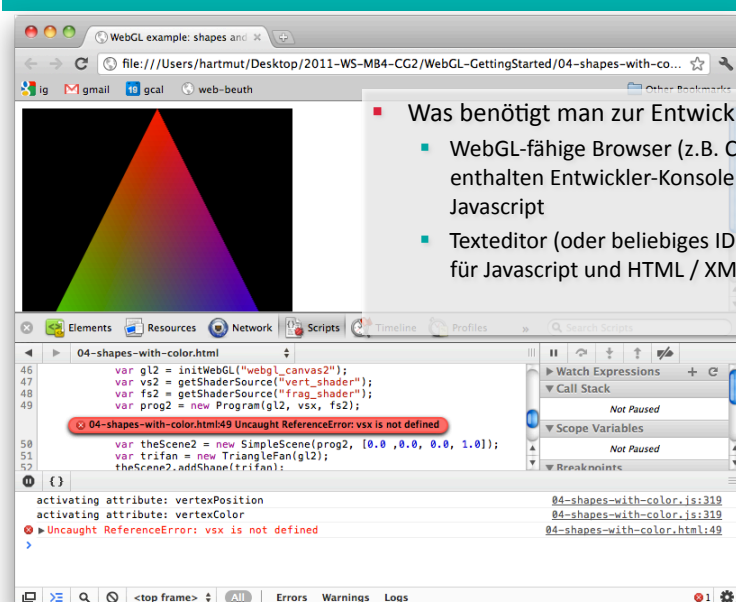 WebGL example: shapes and
file:///Users/hartmut/Desktop/2011-WS-MB4-CG2/WebGL-GettingStarted/04-shapes-with-co...
ig gmail 19 gcal web-beuth Other Bookmarks
Was benötigt man zur Entwick
WebGL-fähige Browser (z.B. C
enthalten Entwickler-Konsole
Javascript
Texteditor (oder beliebiges ID
für Javascript und HTML / XM
Elements Resources Network Scripts Timeline Profiles » Search Scripts
04-shapes-with-color.html
46 var gl2 = initWebGL("webgl_canvas2");
47 var vs2 = getShaderSource("vert_shader");
48 var fs2 = getShaderSource("frag_shader");
49 var prog2 = new Program(gl2, vsx, fs2);
04-shapes-with-color.html:49 Uncaught ReferenceError: vsx is not defined
50 var theScene2 = new SimpleScene(prog2, [0.0 ,0.0, 0.0, 1.0]);
51 var trifan = new TriangleFan(gl2);
52 theScene2.addShape(trifan);
Watch Expressions + C
Call Stack
Not Paused
Scope Variables
Not Paused
Breakpoints
{}
activating attribute: vertexPosition 04-shapes-with-color.js:319
activating attribute: vertexColor 04-shapes-with-color.js:319
Uncaught ReferenceError: vsx is not defined 04-shapes-with-color.html:49
>
<top frame> All Errors Warnings Logs 1